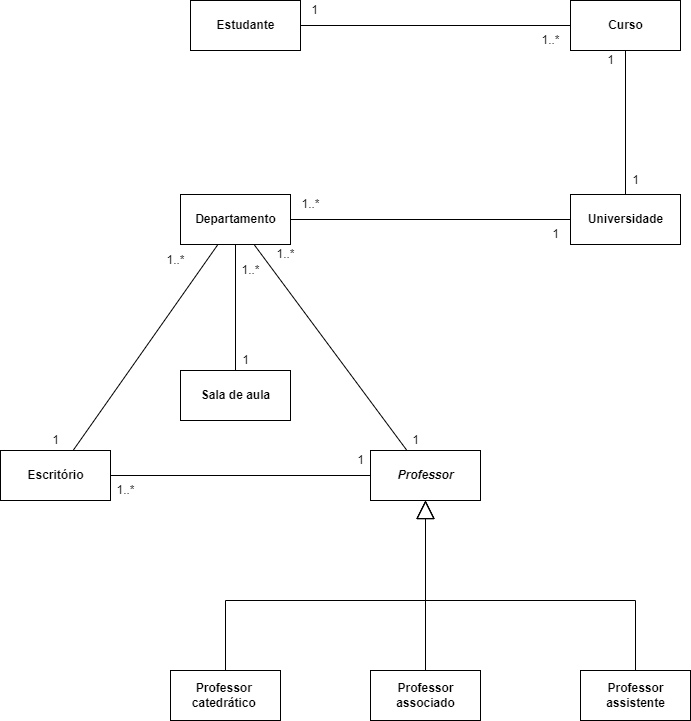 Estudante
1
1..*
Curso
1
1
Departamento
1..*
1
Universidade
1..*
1..*
1..*
1
Sala de aula
1
1
1
Escritório
1..*
Professor
Professor
catedrático
Professor
associado
Professor
assistente